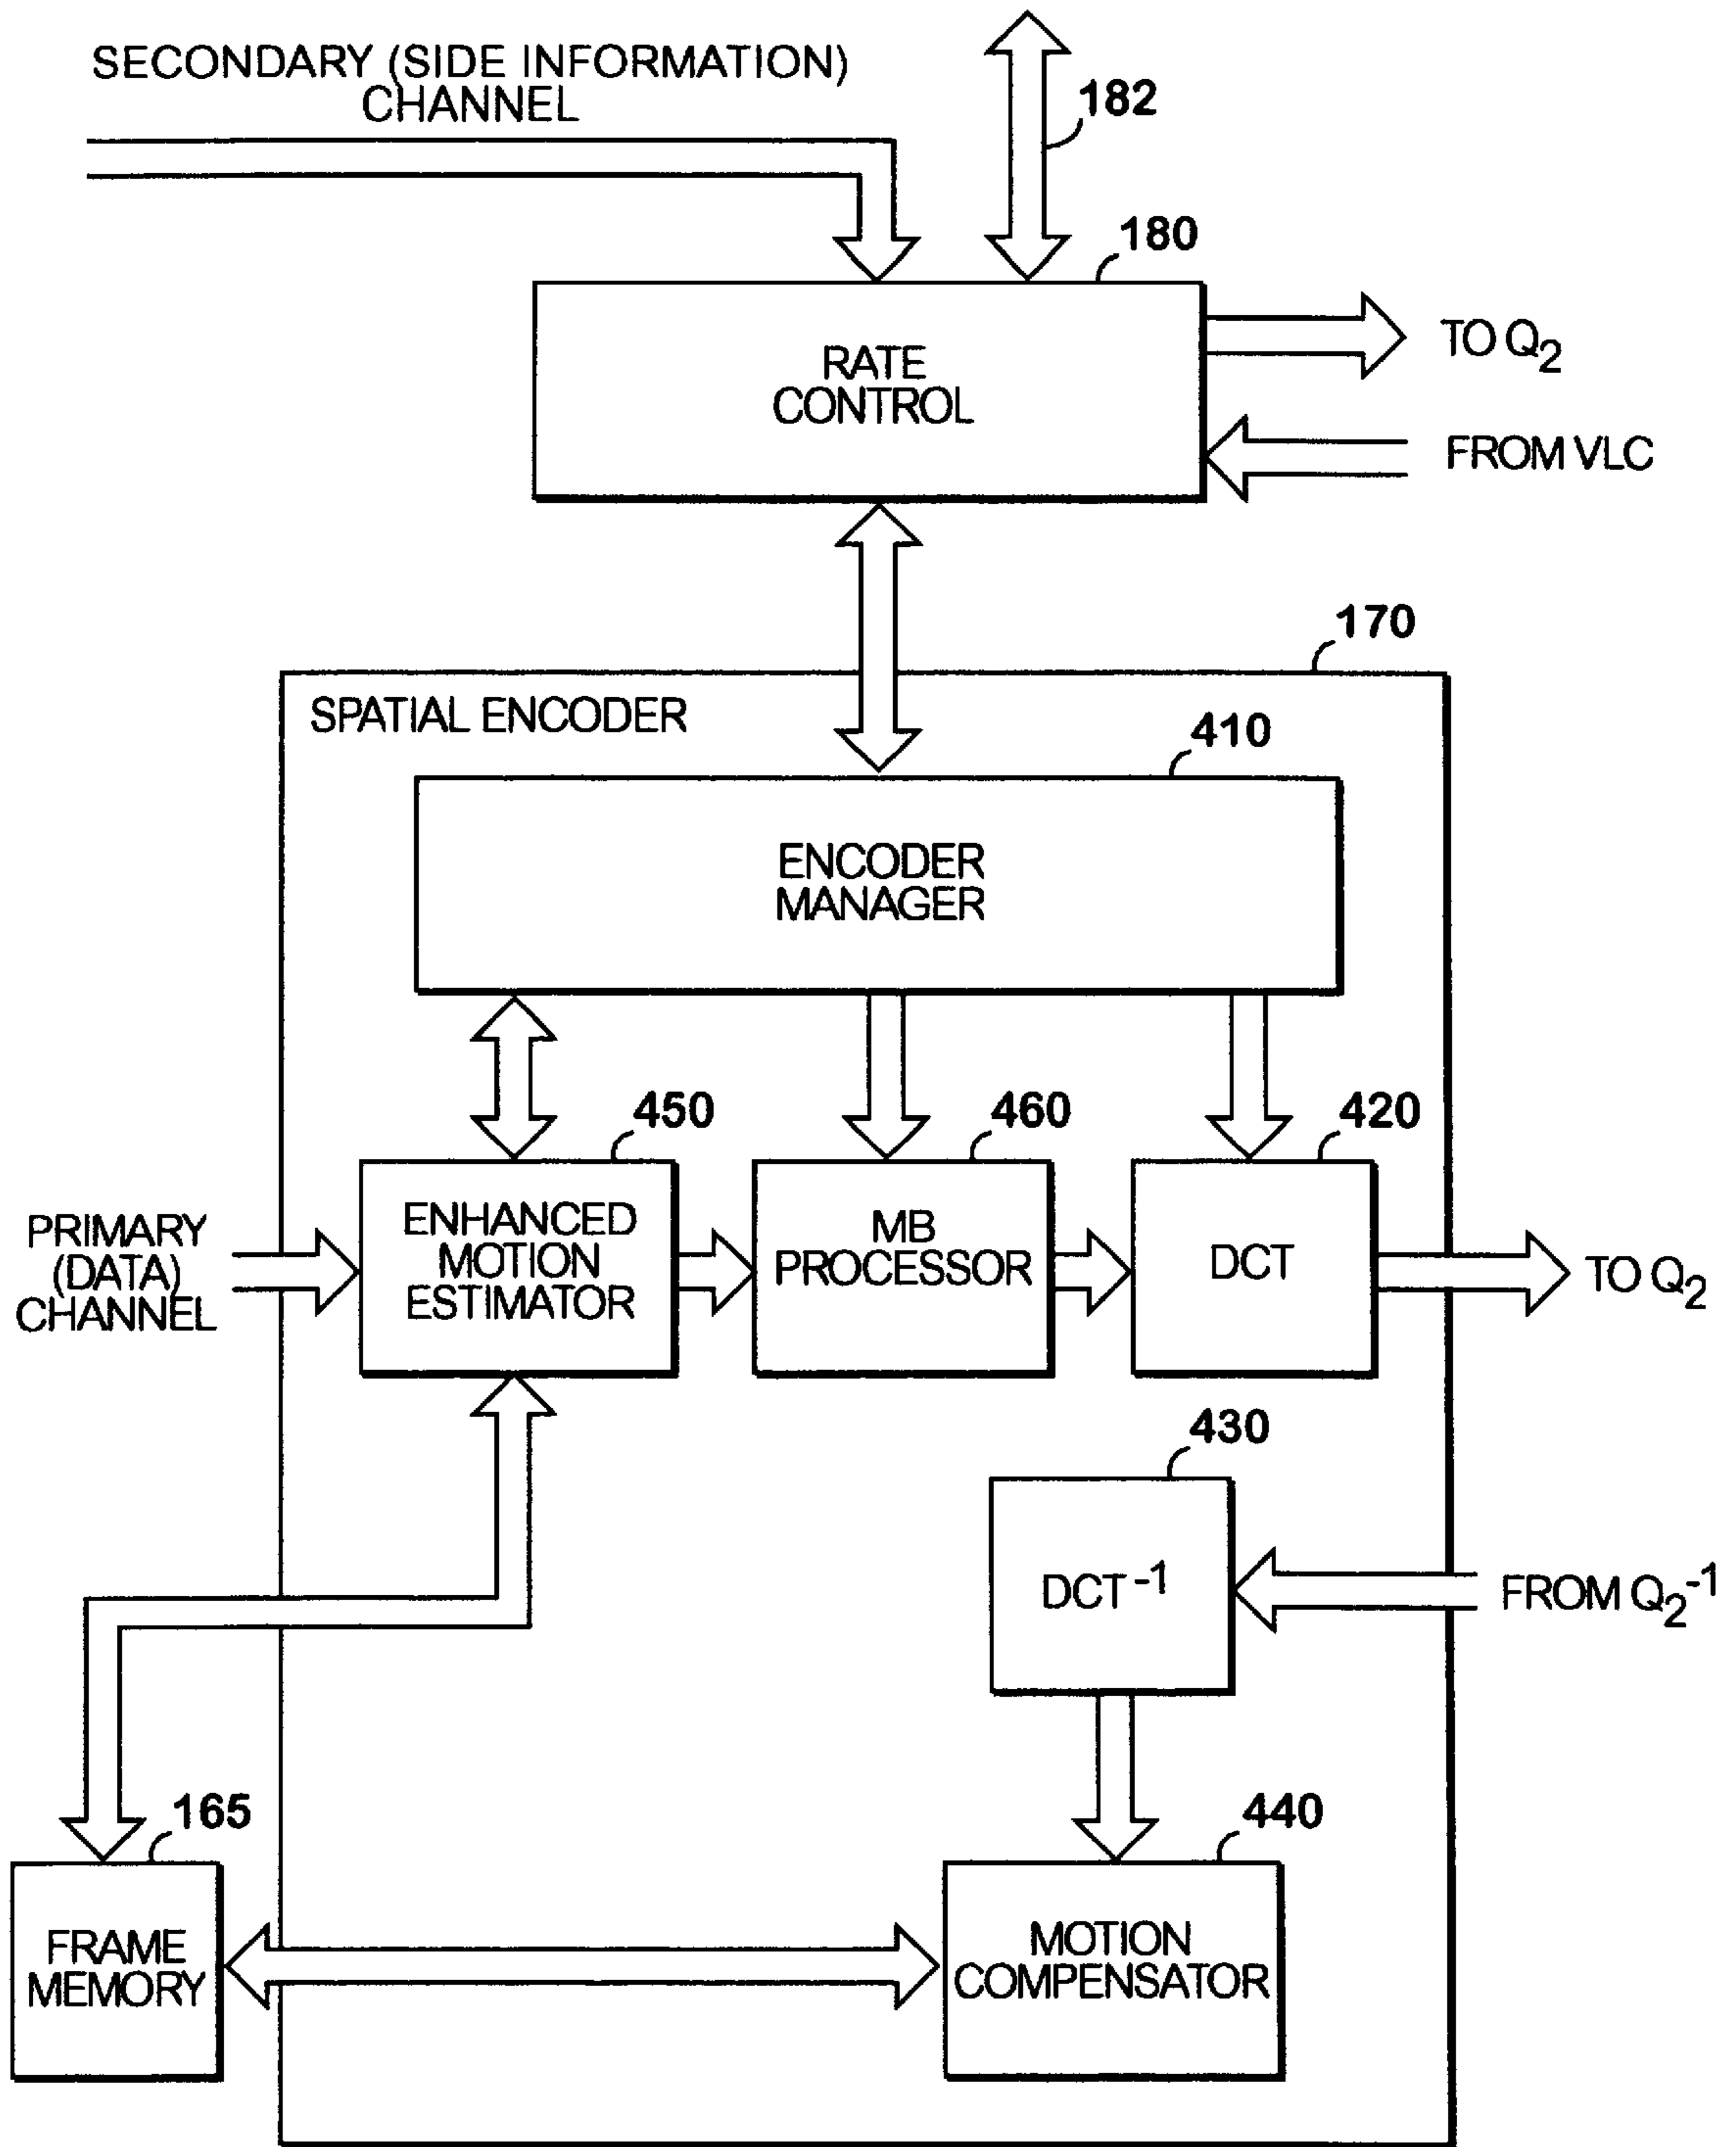 SECONDARY (SIDE INFORMATION)
CHANNEL
182
180
RATE
CONTROL
TO Q2
FROM VLC
170
SPATIAL ENCODER
410
ENCODER
MANAGER
450
460
420
PRIMARY
(DATA)
CHANNEL
ENHANCED
MOTION
ESTIMATOR
MB
PROCESSOR
DCT
TO Q2
430
DCT-1
FROM Q2-1
165
440
FRAME
MEMORY
MOTION
COMPENSATOR